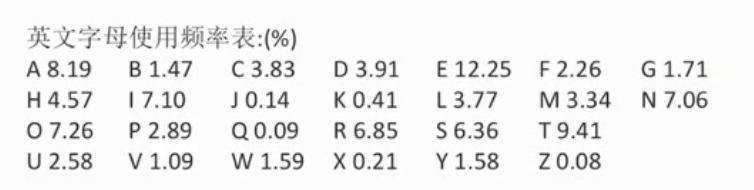 英文字母使用频率表:(%)
A 8.19 B 1.47 C 3.83 D 3.91 E 12.25 F 2.26 G 1.71
H 4.57 I 7.10 J 0.14 K 0.41 L 3.77 M 3.34 N 7.06
O 7.26 P 2.89 Q 0.09 R 6.85 S 6.36 T 9.41
U 2.58 V 1.09 W 1.59 X 0.21 Y 1.58 Z 0.08